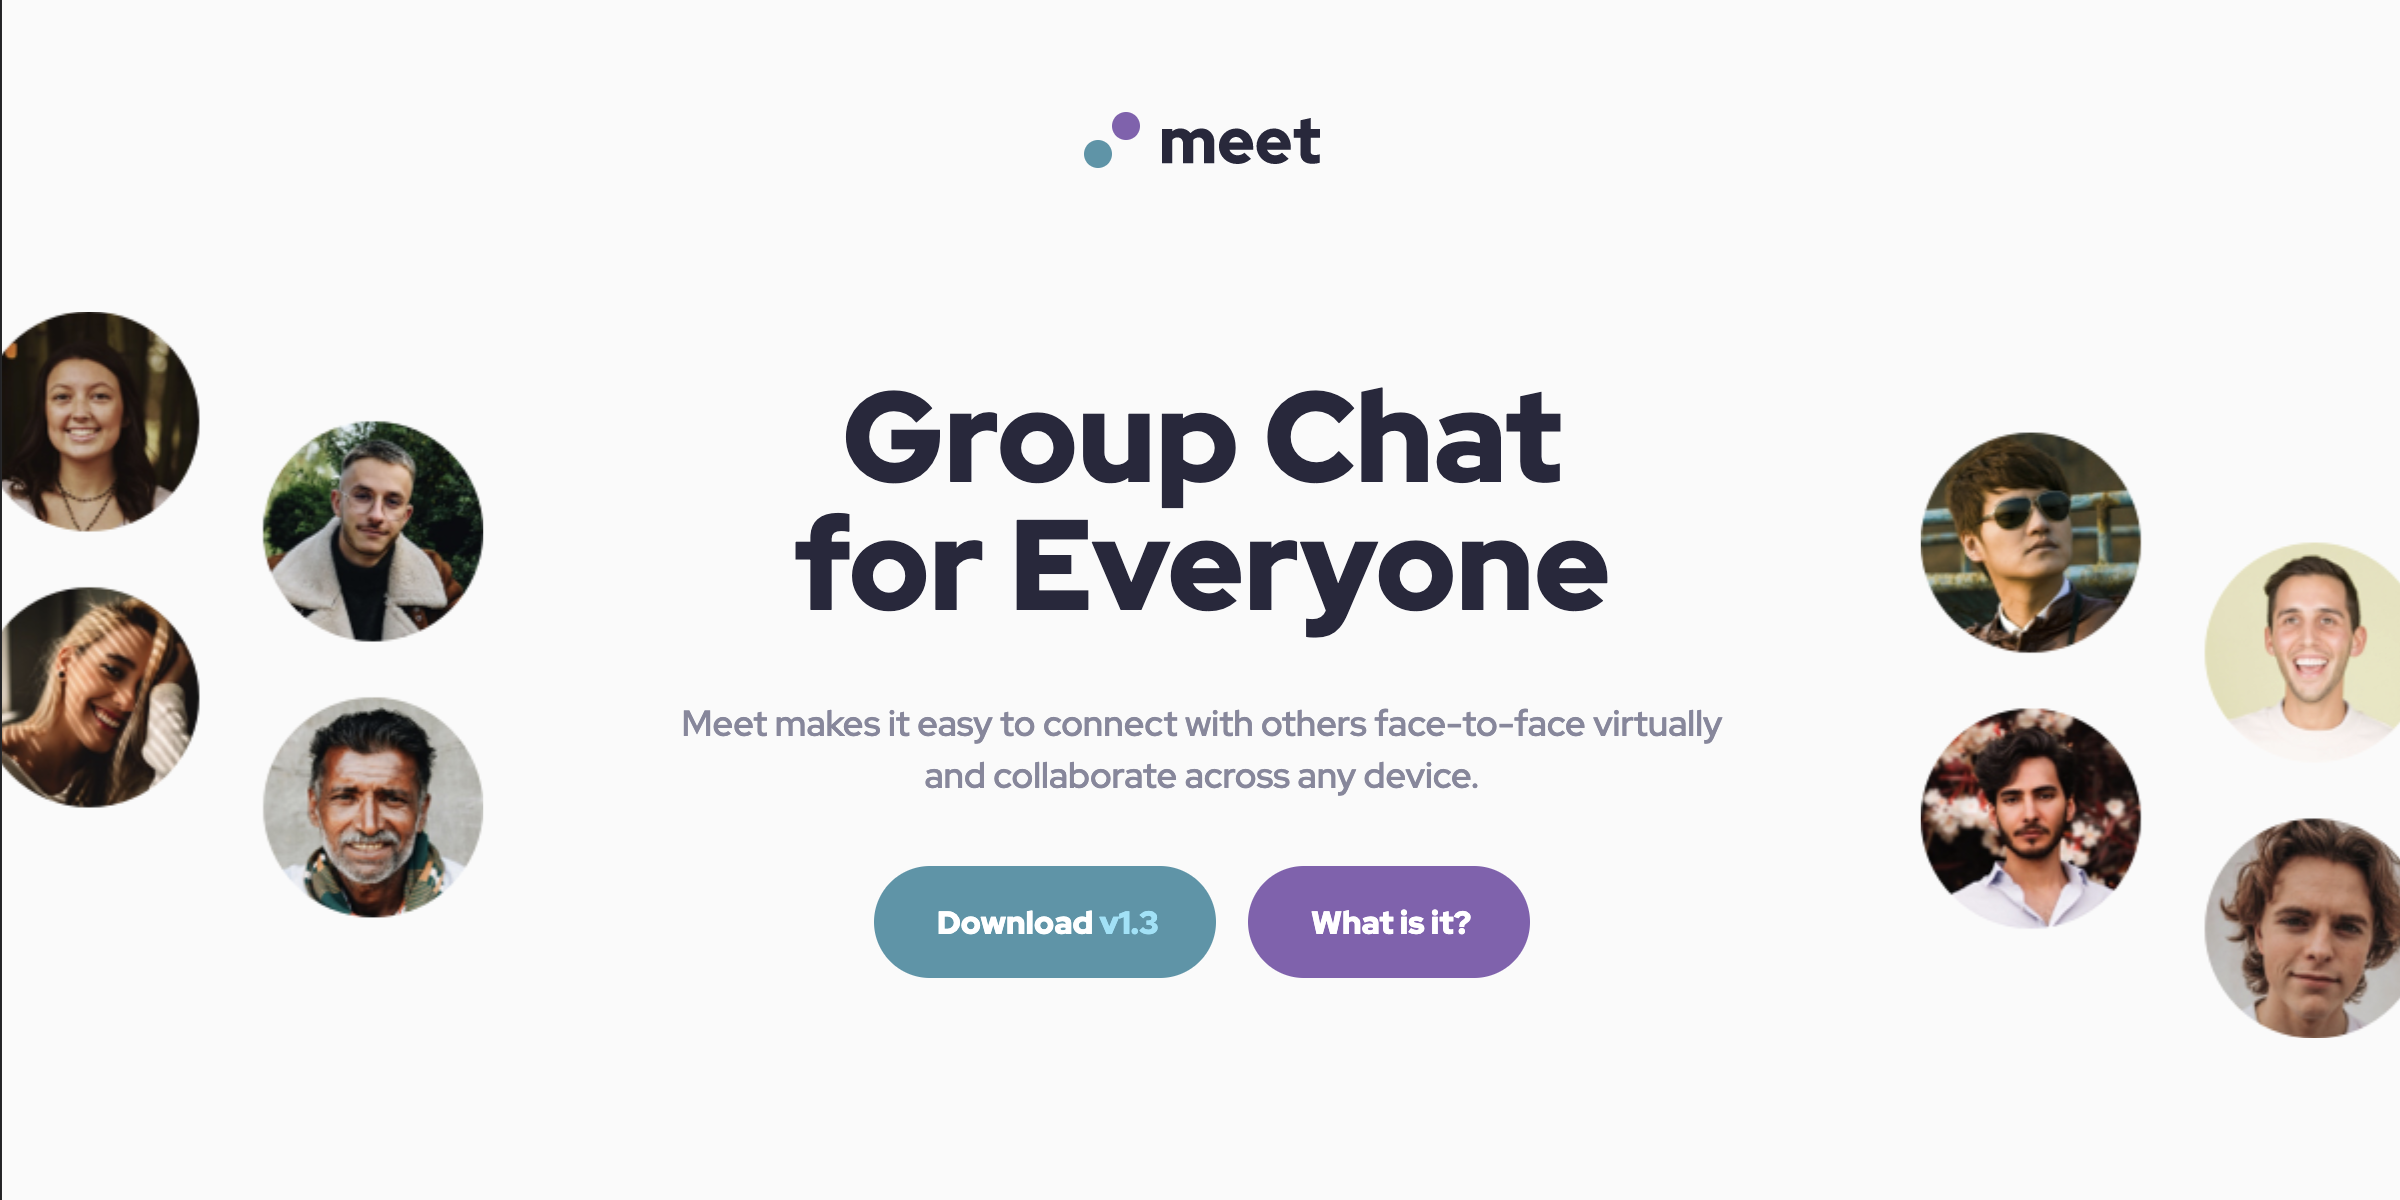 meet
Group Chat
for Everyone
Meet makes it easy to connect with others face-to-face virtually
and collaborate across any device.
Download v1.3
What is it?